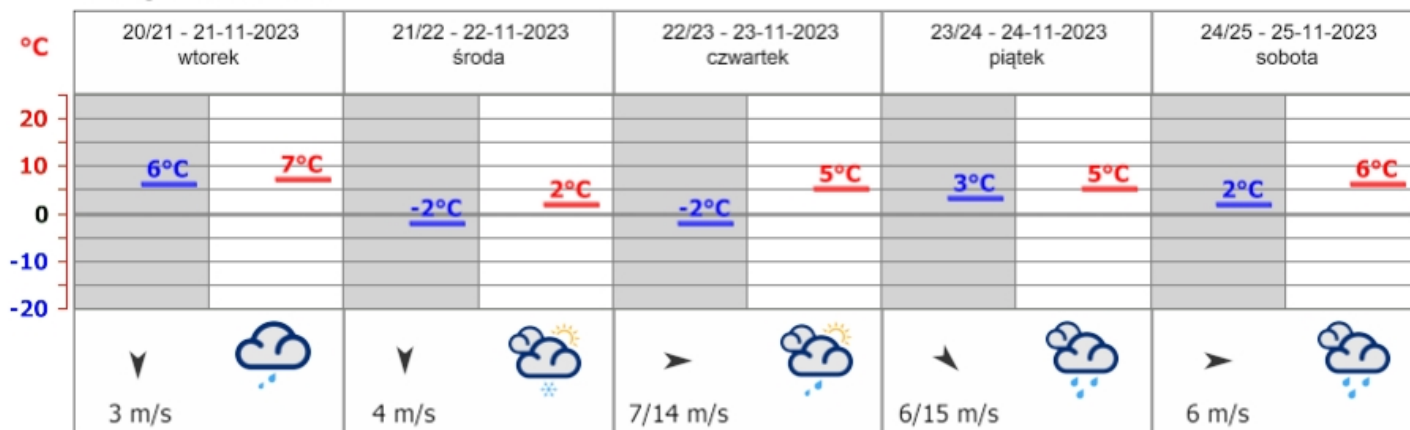 °C
20/21 - 21-11-2023
wtorek
21/22 - 22-11-2023
środa
22/23 - 23-11-2023
czwartek
23/24 - 24-11-2023
piątek
24/25 - 25-11-2023
sobota
20
10
0
-10
-20
6°C
7°C
-2°C
2°C
-2°C
5°C
3°C
5°C
2°C
6°C
3 m/s
4 m/s
7/14 m/s
6/15 m/s
6 m/s